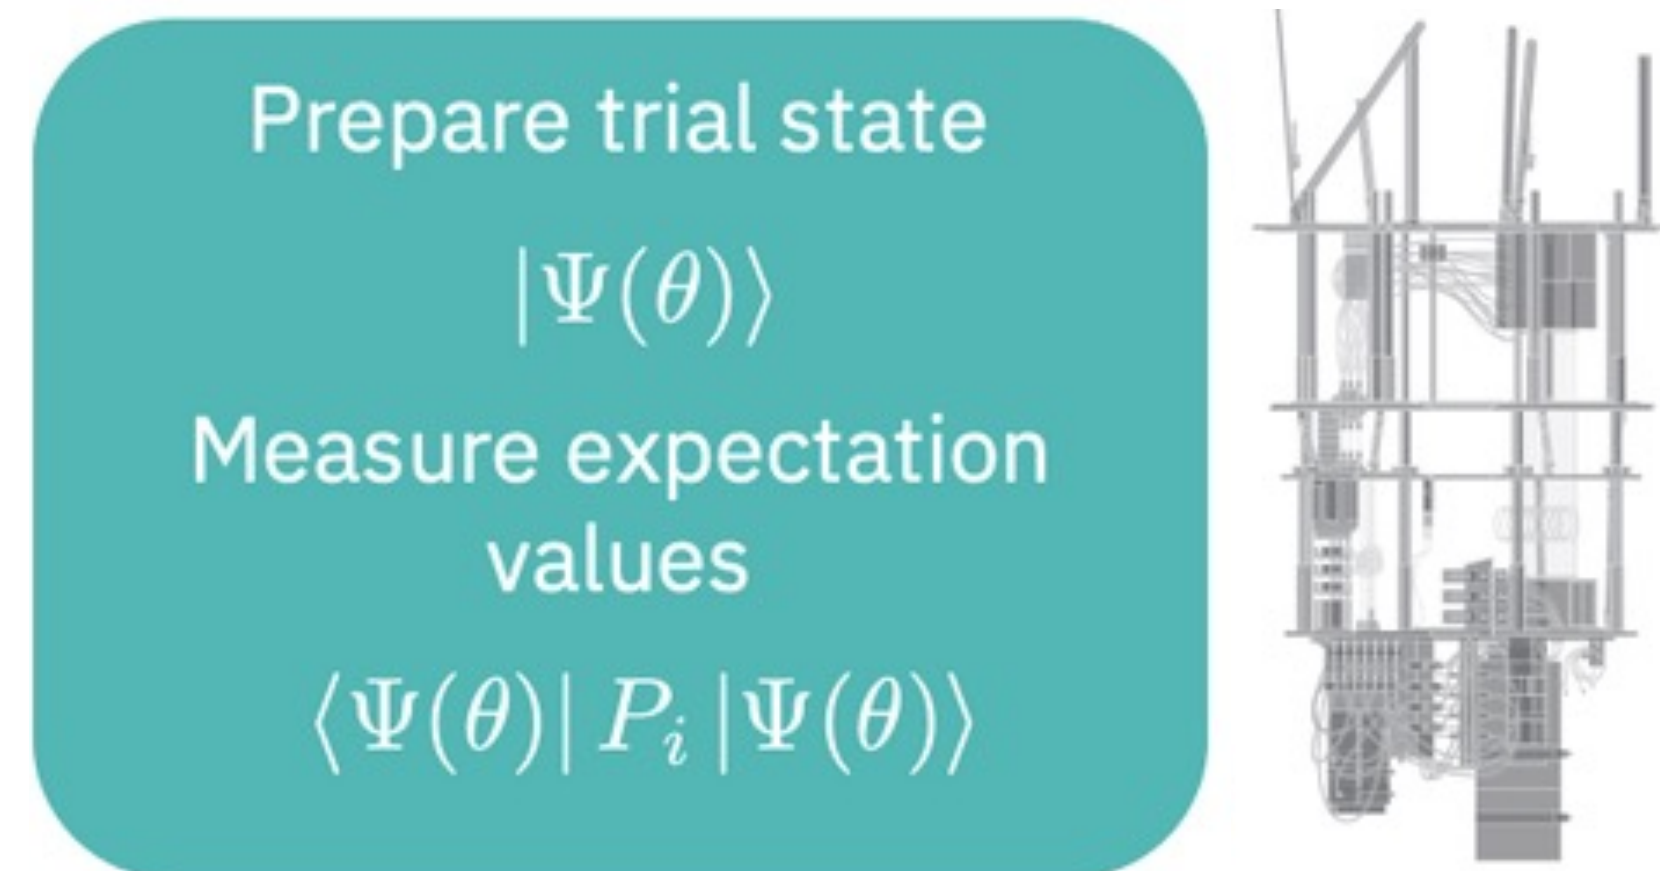 Prepare trial state
|Ψ(θ)⟩
Measure expectation
values
⟨Ψ(θ)| P_i |Ψ(θ)⟩